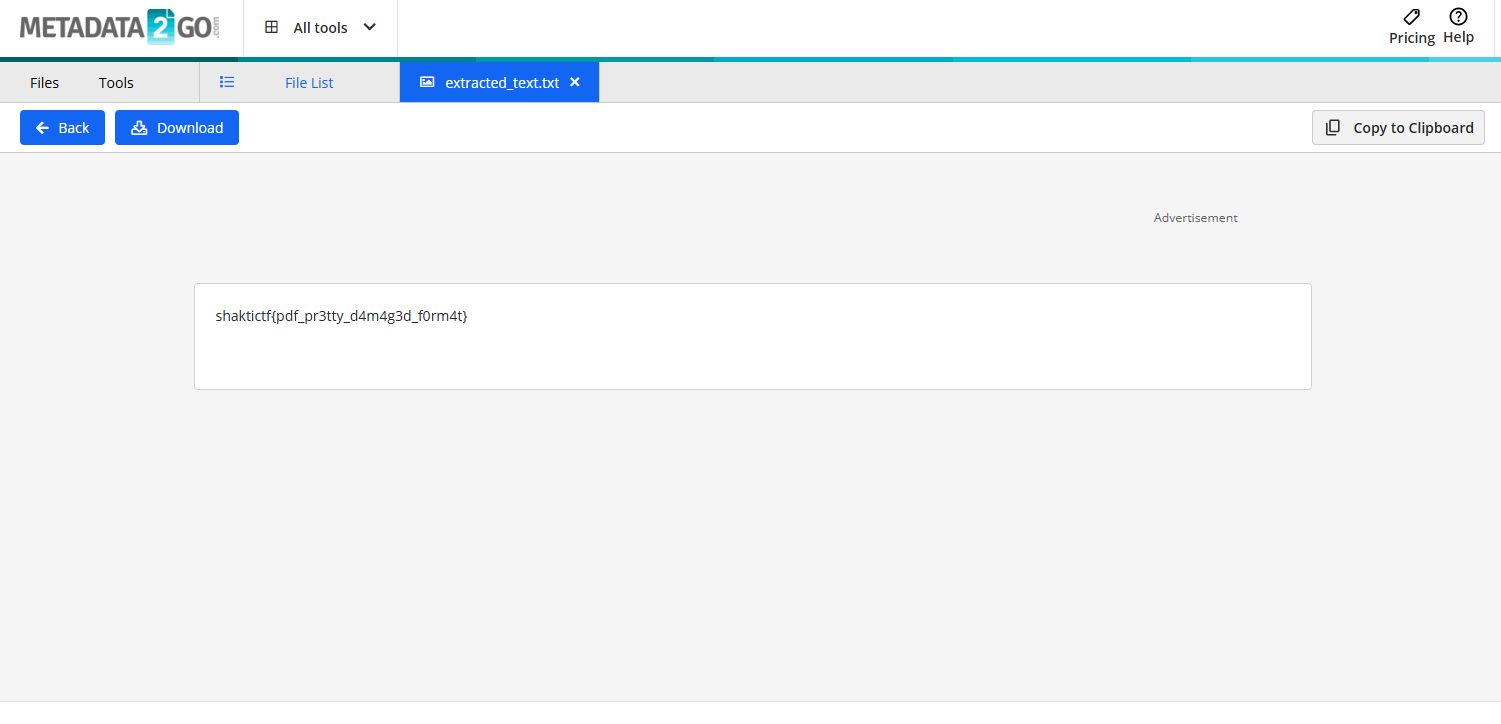 METADATA2GO.com
All tools
Pricing
Help
Files
Tools
File List
extracted_text.txt
Back
Download
Copy to Clipboard
Advertisement
shaktictf{pdf_pr3tty_d4m4g3d_f0rm4t}